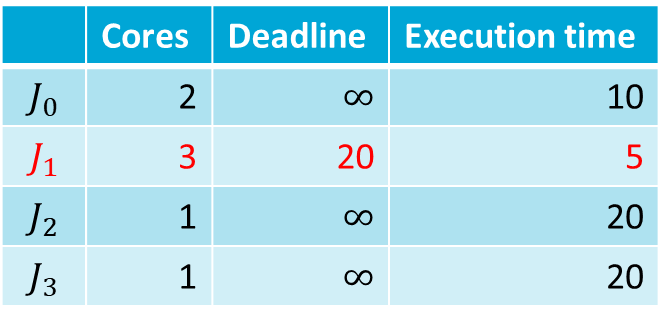 Cores Deadline Execution time
J₀ 2 ∞ 10
J₁ 3 20 5
J₂ 1 ∞ 20
J₃ 1 ∞ 20